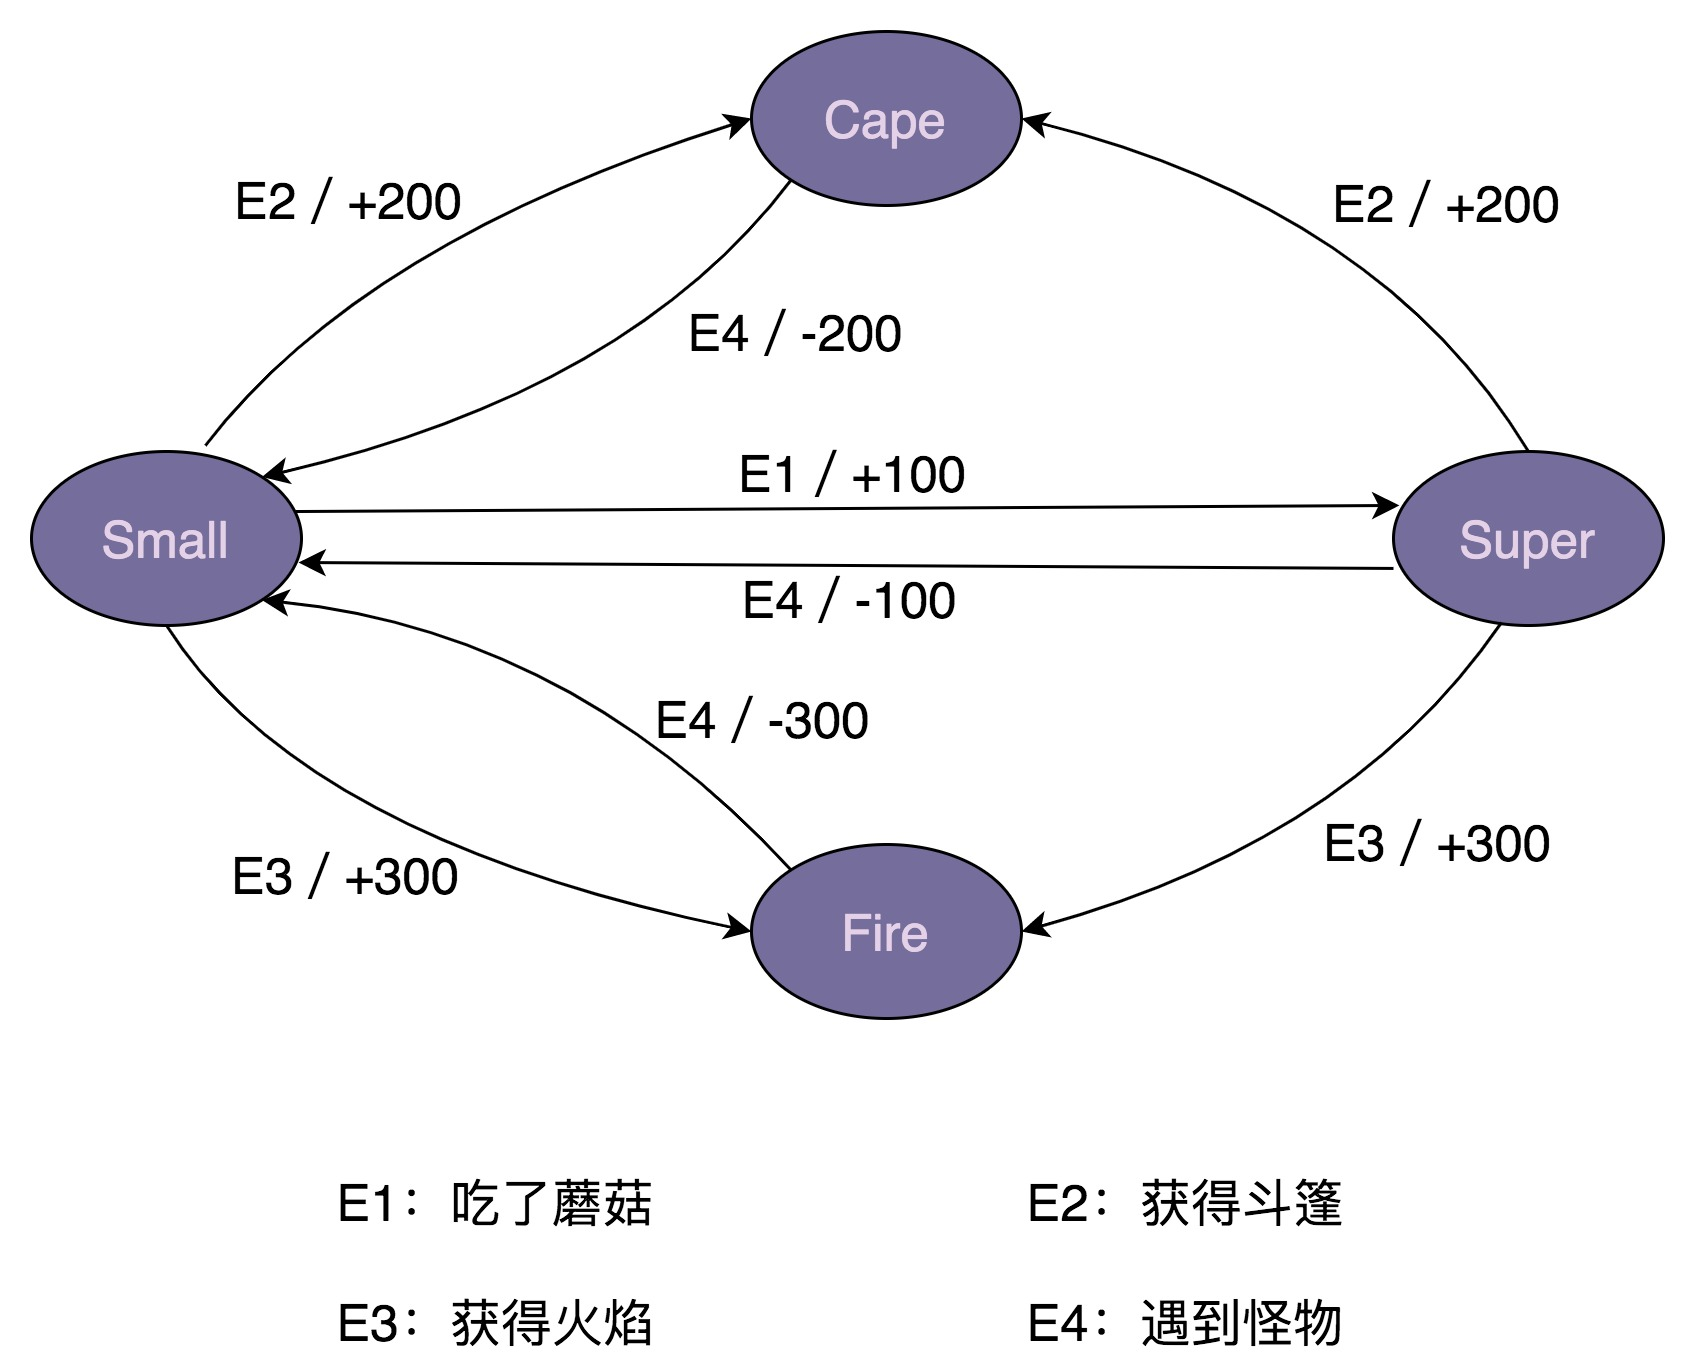 Cape
E2 / +200
E2 / +200
E4 / -200
E1 / +100
Small
Super
E4 / -100
E4 / -300
E3 / +300
E3 / +300
Fire
E1：吃了蘑菇
E2：获得斗篷
E3：获得火焰
E4：遇到怪物